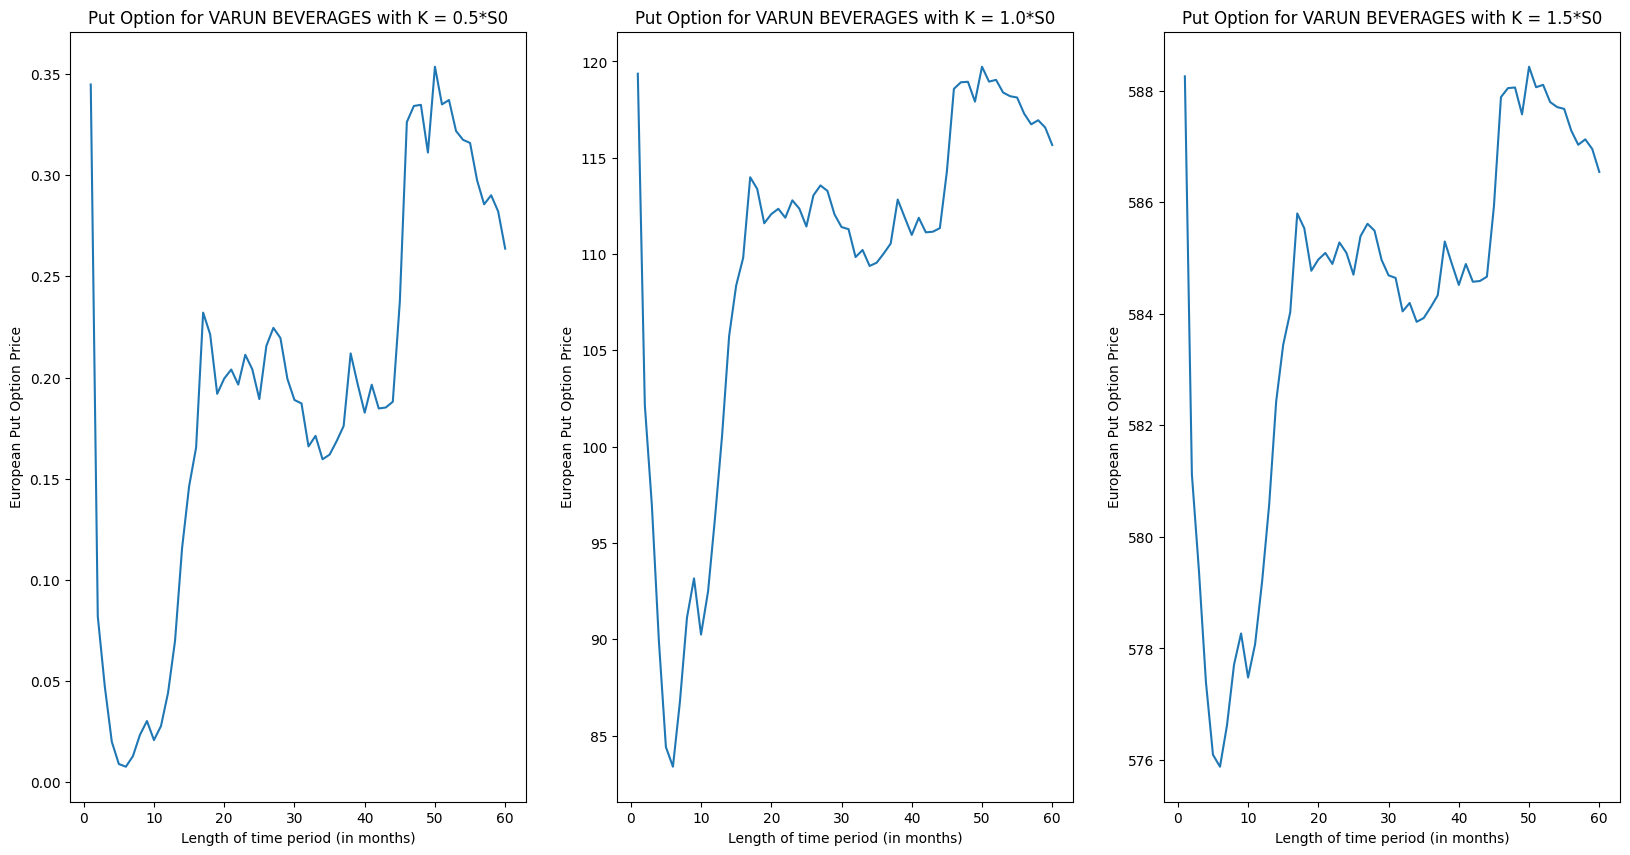 Put Option for VARUN BEVERAGES with K = 0.5*S0
European Put Option Price
0.35
0.30
0.25
0.20
0.15
0.10
0.05
0.00
0 10 20 30 40 50 60
Length of time period (in months)
Put Option for VARUN BEVERAGES with K = 1.0*S0
European Put Option Price
120
115
110
105
100
95
90
85
0 10 20 30 40 50 60
Length of time period (in months)
Put Option for VARUN BEVERAGES with K = 1.5*S0
European Put Option Price
588
586
584
582
580
578
576
0 10 20 30 40 50 60
Length of time period (in months)